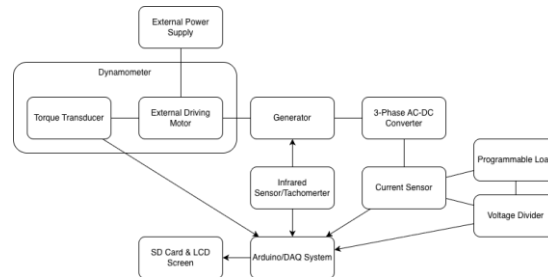 External Power
Supply
Dynamometer
Torque Transducer
External Driving
Motor
Generator
3-Phase AC-DC
Converter
Programmable Load
Infrared
Sensor/Tachomerter
Current Sensor
Voltage Divider
SD Card & LCD
Screen
Arduino/DAQ System